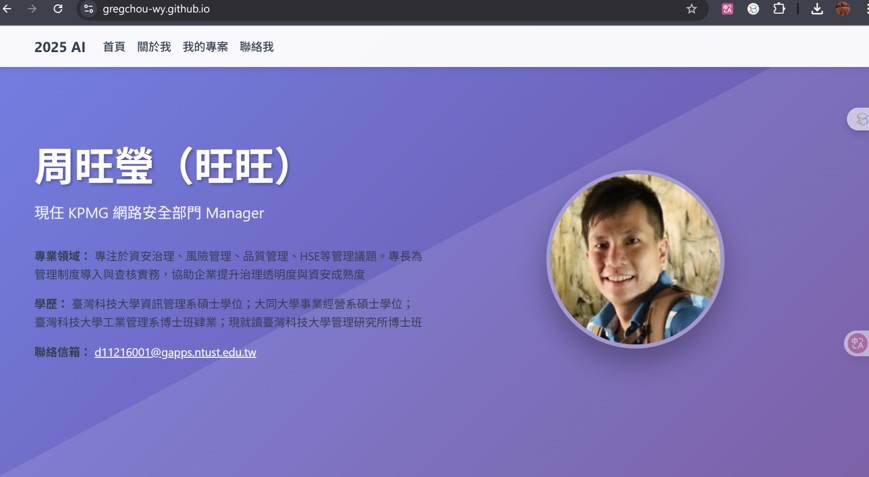 gregchou-wy.github.io
2025 AI 首頁 關於我 我的專案 聯絡我
周旺瑩（旺旺）
現任 KPMG 網路安全部門 Manager
專業領域： 專注於資安治理、風險管理、品質管理、HSE等管理議題。專長為
管理制度導入與查核實務，協助企業提升治理透明度與資安成熟度
學歷： 臺灣科技大學資訊管理系碩士學位；大同大學事業經營系碩士學位；
臺灣科技大學工業管理系博士班肄業；現就讀臺灣科技大學管理研究所博士班
聯絡信箱： d11216001@gapps.ntust.edu.tw